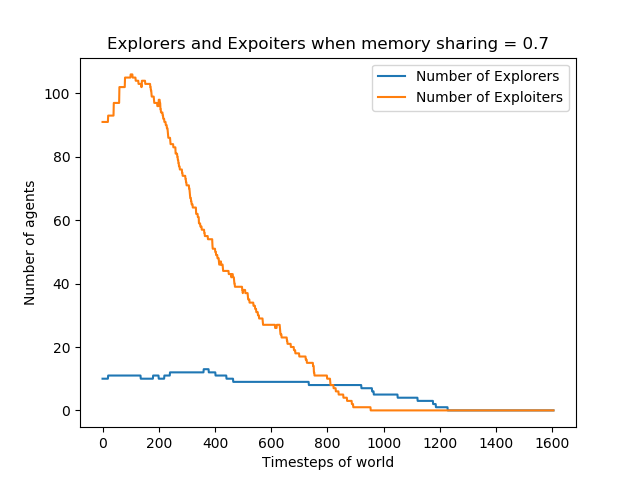 Explorers and Expoiters when memory sharing = 0.7
Number of Explorers
Number of Exploiters
Number of agents
100
80
60
40
20
0
0 200 400 600 800 1000 1200 1400 1600
Timesteps of world